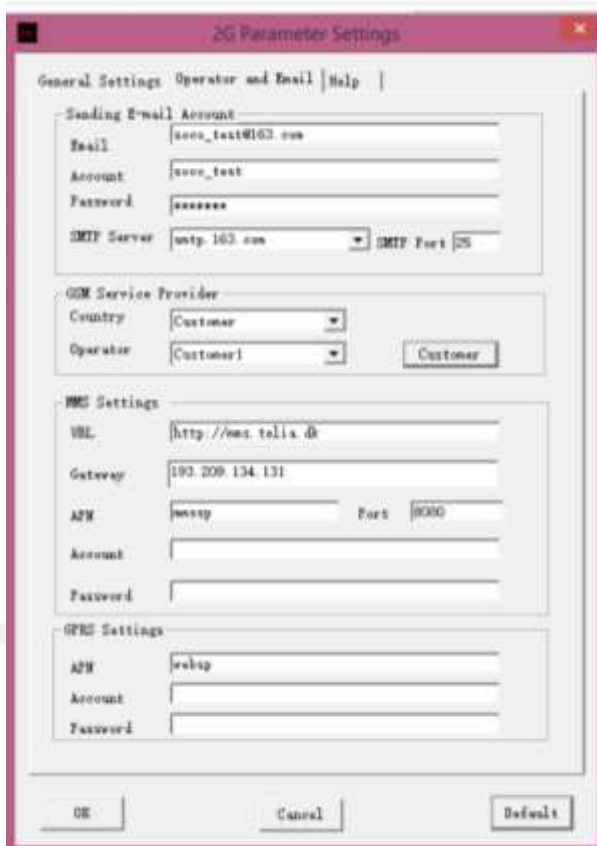 2G Parameter Settings
General Settings Operator and Email Help
Sending E-mail Account
Email
Account
Password *******
SMTP Server smtp.163.com SMTP Port 25
GSM Service Provider
Country Customer
Operator Customer1 Customer
MMS Settings
URL http://mms.telia.dk
Gateway 193.209.134.131
APN mmssp Port 8080
Account
Password
GPRS Settings
APN websp
Account
Password
OK Cancel Default